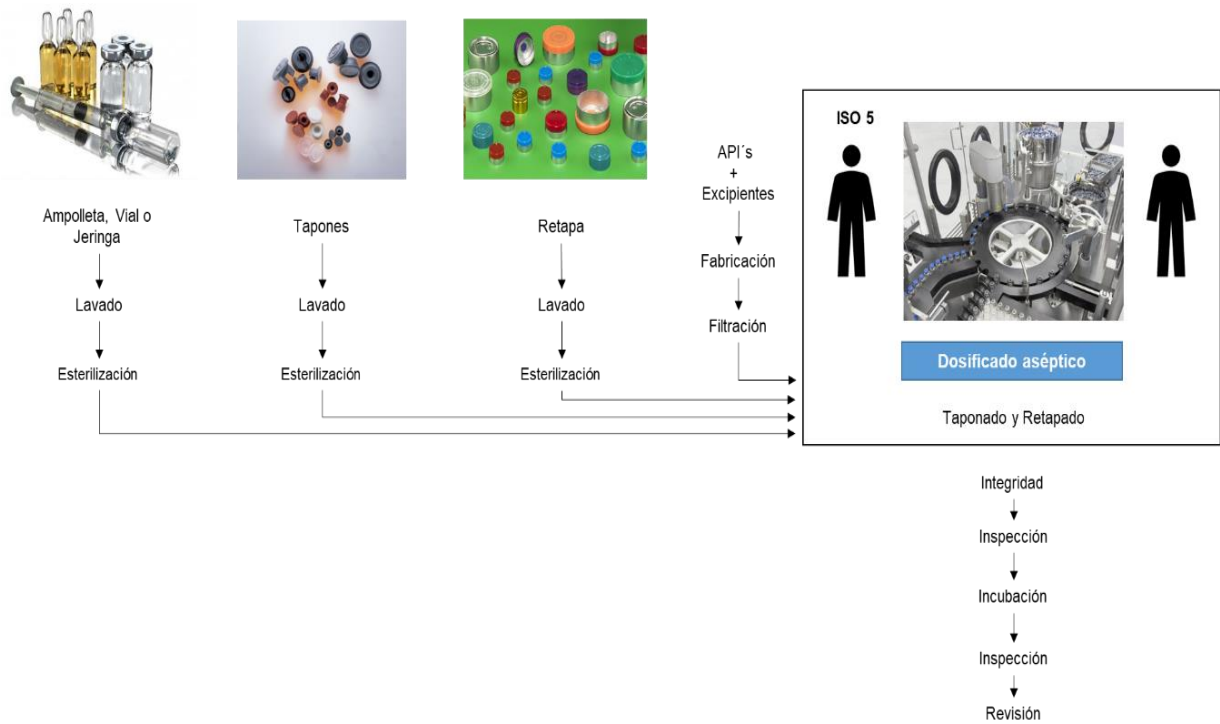 Ampolleta, Vial o
Jeringa
Lavado
Esterilización
Tapones
Lavado
Esterilización
Retapa
Lavado
Esterilización
API´s
+
Excipientes
Fabricación
Filtración
ISO 5
Dosificado aséptico
Taponado y Retapado
Integridad
Inspección
Incubación
Inspección
Revisión